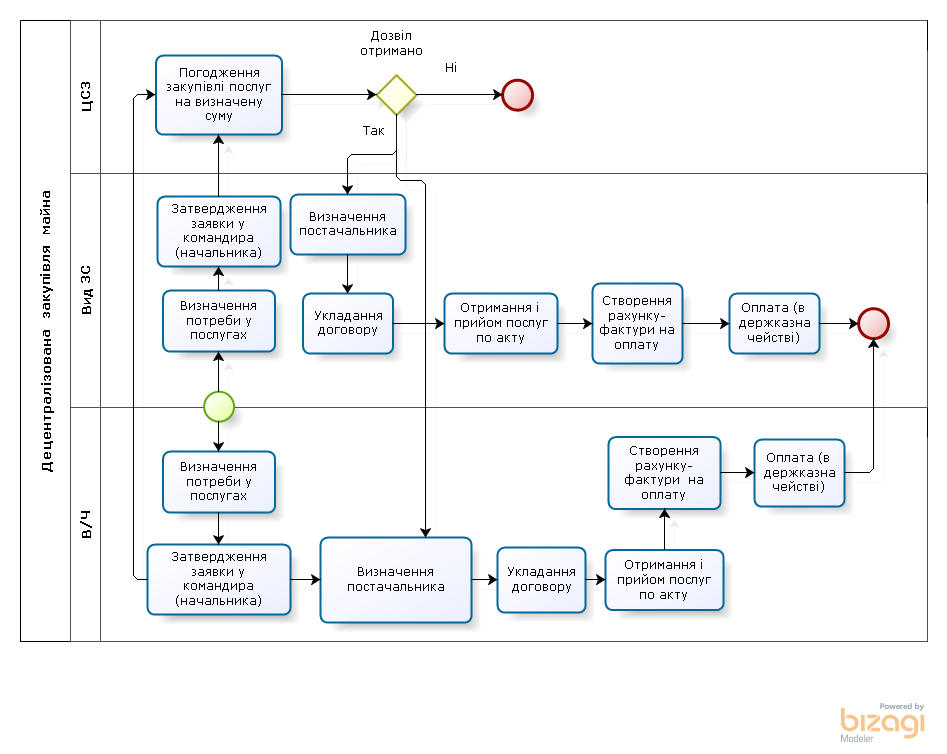 Децентралізована закупівля майна
ЦСЗ
Погодження
закупівлі послуг
на визначену
суму
Дозвіл
отримано
Ні
Так
Вид ЗС
Затвердження
заявки у
командира
(начальника)
Визначення
постачальника
Визначення
потреби у
послугах
Укладання
договору
Отримання і
прийом послуг
по акту
Створення
рахунку-
фактури на
оплату
Оплата (в
держказна
чействі)
В/Ч
Визначення
потреби у
послугах
Затвердження
заявки у
командира
(начальника)
Визначення
постачальника
Укладання
договору
Отримання і
прийом послуг
по акту
Створення
рахунку-
фактури на
оплату
Оплата (в
держказна
чействі)
Powered by
bizagi
Modeler